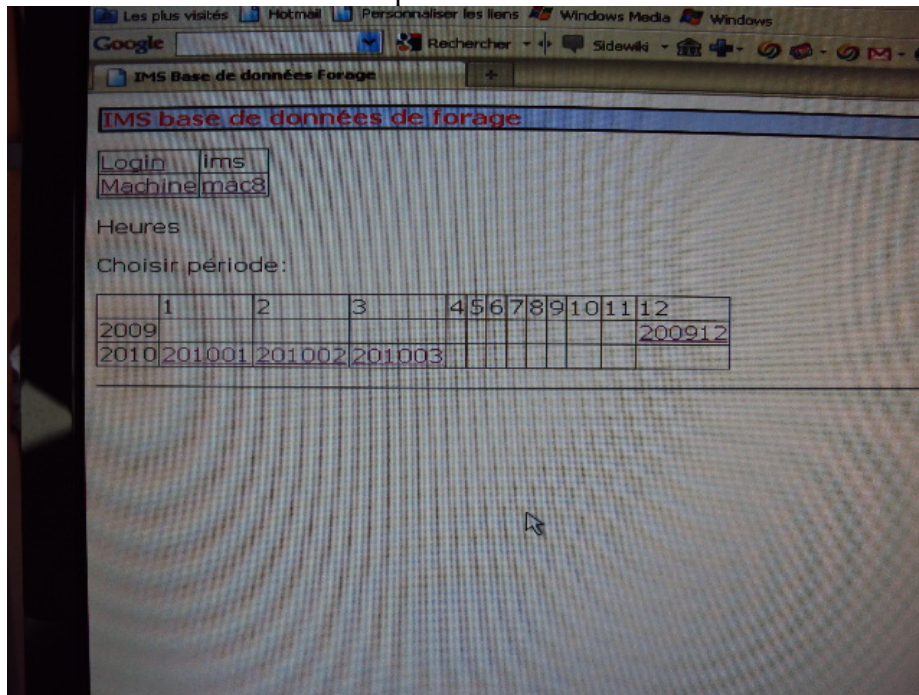 Les plus visités Hotmail Personnaliser les liens Windows Media Windows
Google Rechercher Sidewiki
IMS Base de données Forage
IMS base de données de forage
Login ims
Machine mac8
Heures
Choisir période:
1 2 3 4 5 6 7 8 9 10 11 12
2009 200912
2010 201001 201002 201003